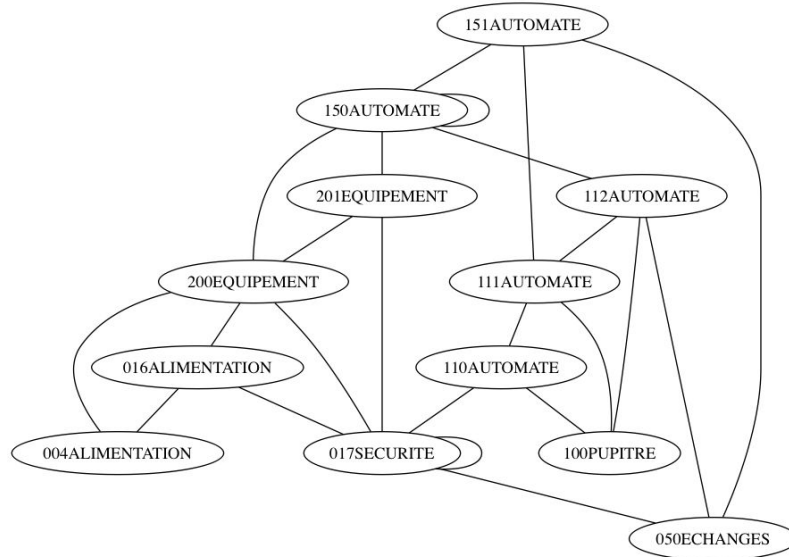 151AUTOMATE
150AUTOMATE
201EQUIPEMENT
112AUTOMATE
200EQUIPEMENT
111AUTOMATE
016ALIMENTATION
110AUTOMATE
004ALIMENTATION
017SECURITE
100PUPITRE
050ECHANGES